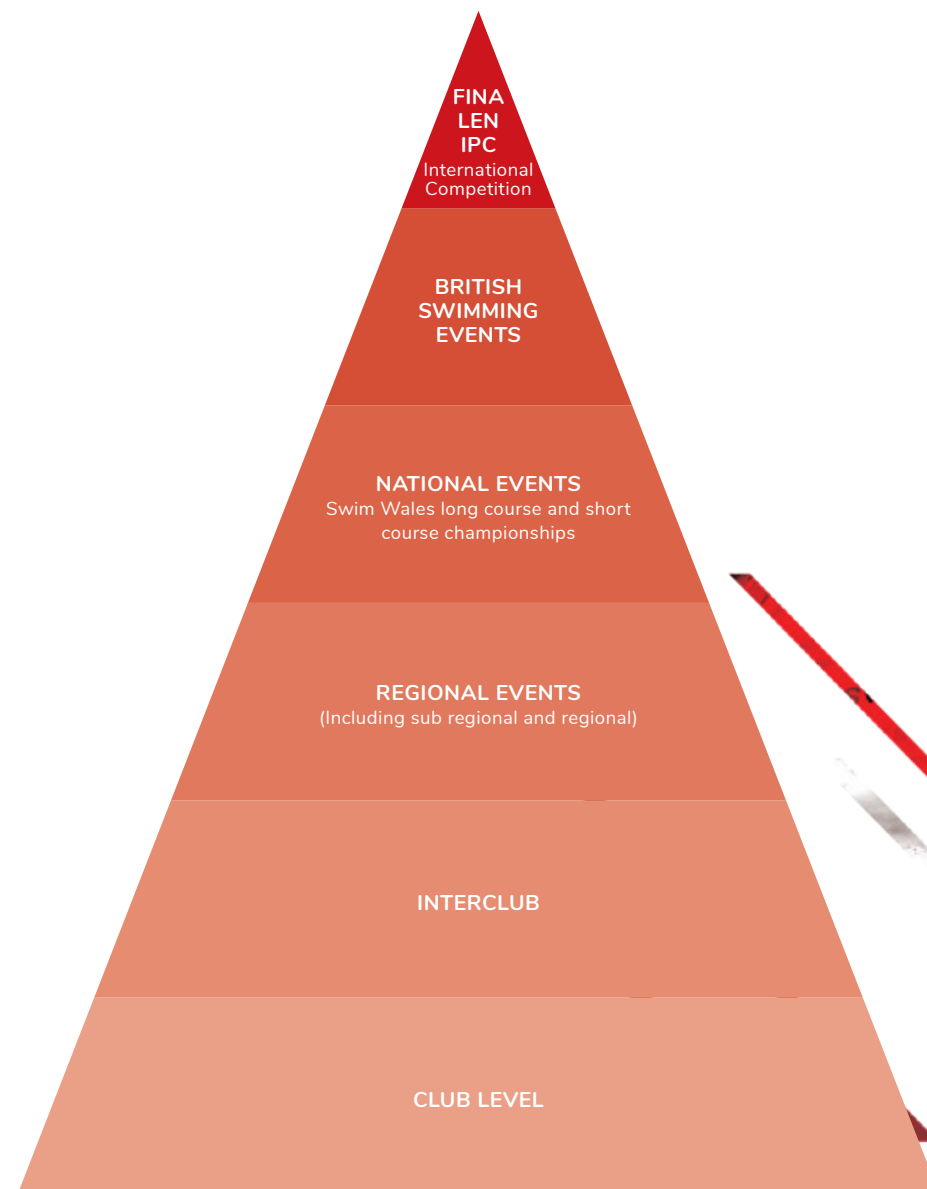 FINA
LEN
IPC
International
Competition
BRITISH
SWIMMING
EVENTS
NATIONAL EVENTS
Swim Wales long course and short
course championships
REGIONAL EVENTS
(Including sub regional and regional)
INTERCLUB
CLUB LEVEL